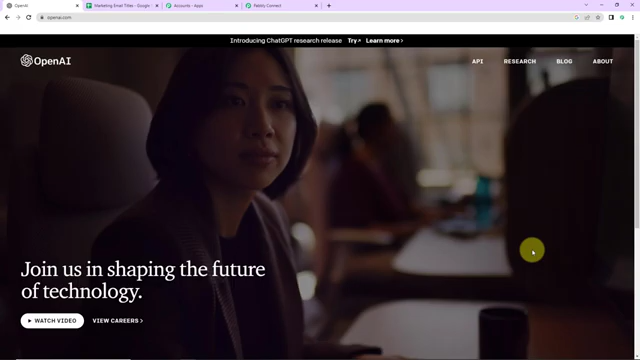 OpenAI
Marketing Email Titles - Google
Accounts - Apps
Pabbly Connect
openai.com
Introducing ChatGPT research release Try↗ Learn more >
OpenAI
API RESEARCH BLOG ABOUT
Join us in shaping the future
of technology.
WATCH VIDEO VIEW CAREERS >